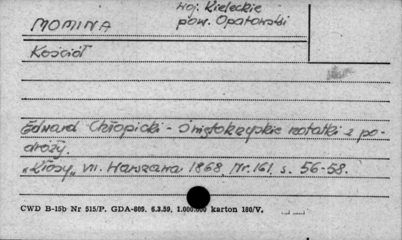 woj. Kieleckie
MOMINA pow. Opatowski
Kościół
Edward Chłopicki - Świętokrzyskie notatki z po-
dróży.
"Kłosy" VII. Warszawa 1868, Nr. 161, s. 56-58.
CWD B-15b Nr 515/P. GDA-809. 6.3.59, 1.000.000 karton 180/V.